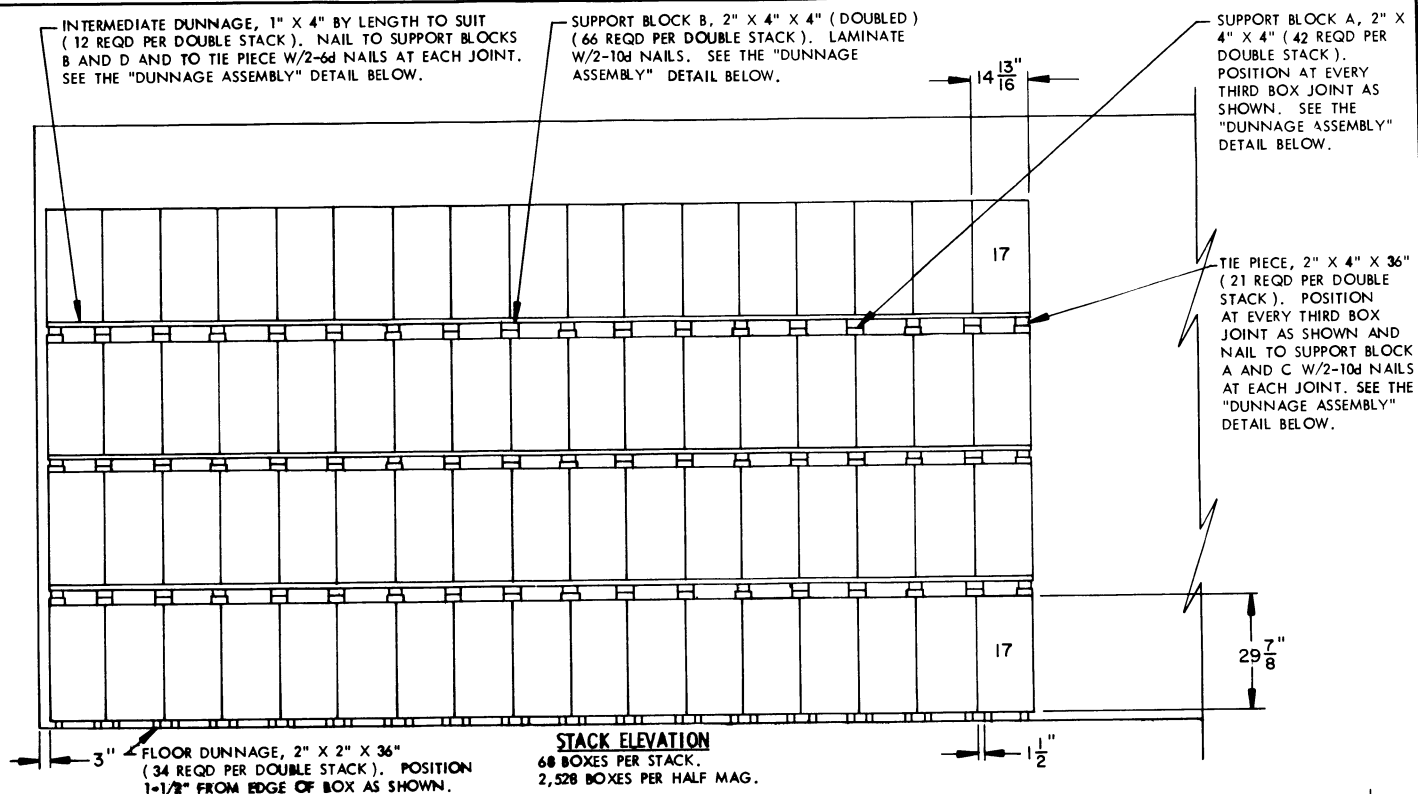 INTERMEDIATE DUNNAGE, 1" X 4" BY LENGTH TO SUIT
( 12 REQD PER DOUBLE STACK ). NAIL TO SUPPORT BLOCKS
B AND D AND TO TIE PIECE W/2-6d NAILS AT EACH JOINT.
SEE THE "DUNNAGE ASSEMBLY" DETAIL BELOW.
SUPPORT BLOCK B, 2" X 4" X 4" ( DOUBLED )
( 66 REQD PER DOUBLE STACK ). LAMINATE
W/2-10d NAILS. SEE THE "DUNNAGE
ASSEMBLY" DETAIL BELOW.
14 13/16"
SUPPORT BLOCK A, 2" X
4" X 4" ( 42 REQD PER
DOUBLE STACK ).
POSITION AT EVERY
THIRD BOX JOINT AS
SHOWN. SEE THE
"DUNNAGE ASSEMBLY"
DETAIL BELOW.
17
TIE PIECE, 2" X 4" X 36"
( 21 REQD PER DOUBLE
STACK ). POSITION
AT EVERY THIRD BOX
JOINT AS SHOWN AND
NAIL TO SUPPORT BLOCK
A AND C W/2-10d NAILS
AT EACH JOINT. SEE THE
"DUNNAGE ASSEMBLY"
DETAIL BELOW.
17
29 7/8"
3"
FLOOR DUNNAGE, 2" X 2" X 36"
( 34 REQD PER DOUBLE STACK ). POSITION
1-1/2" FROM EDGE OF BOX AS SHOWN.
STACK ELEVATION
68 BOXES PER STACK.
2,528 BOXES PER HALF MAG.
1 1/2"